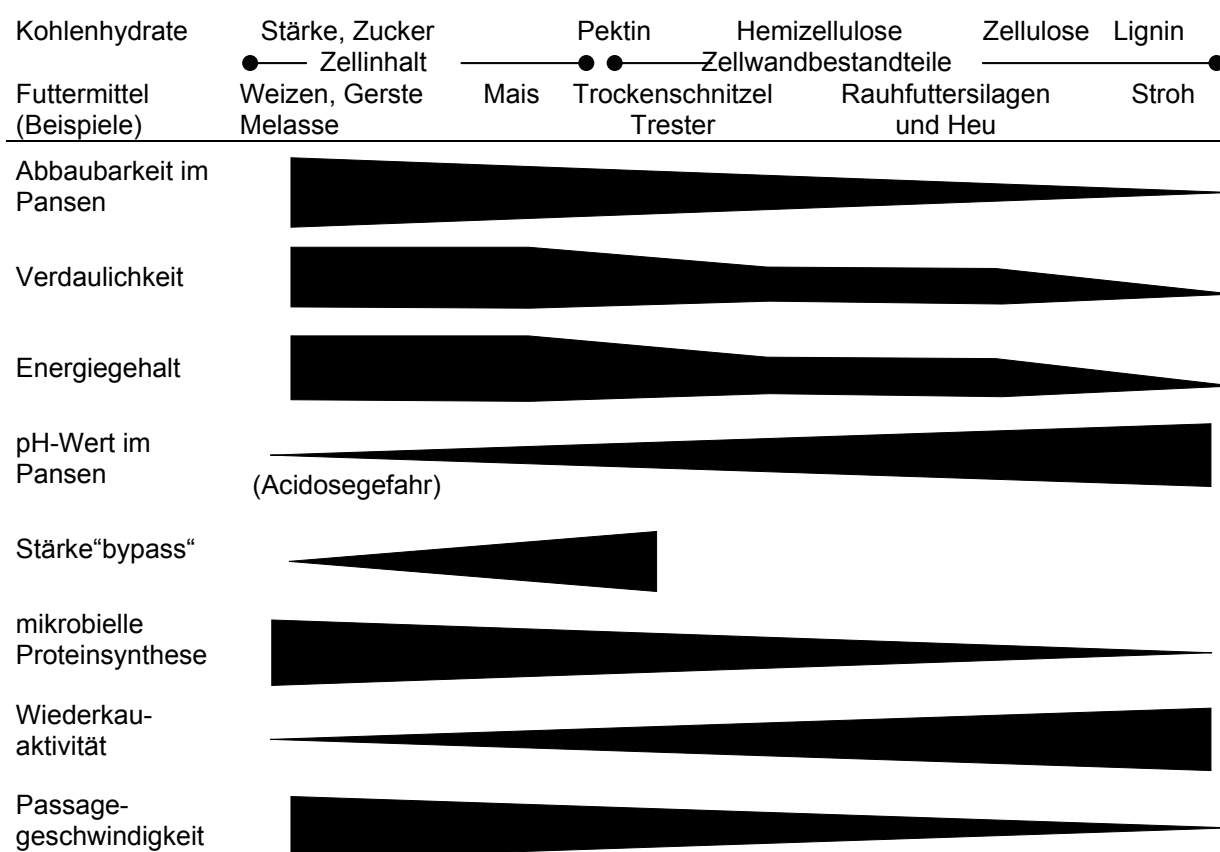 Kohlenhydrate Stärke, Zucker Pektin Hemizellulose Zellulose Lignin
Zellinhalt Zellwandbestandteile
Futtermittel Weizen, Gerste Mais Trockenschnitzel Rauhfuttersilagen Stroh
(Beispiele) Melasse Trester und Heu
Abbaubarkeit im
Pansen
Verdaulichkeit
Energiegehalt
pH-Wert im
Pansen
(Acidosegefahr)
Stärke“bypass“
mikrobielle
Proteinsynthese
Wiederkau-
aktivität
Passage-
geschwindigkeit